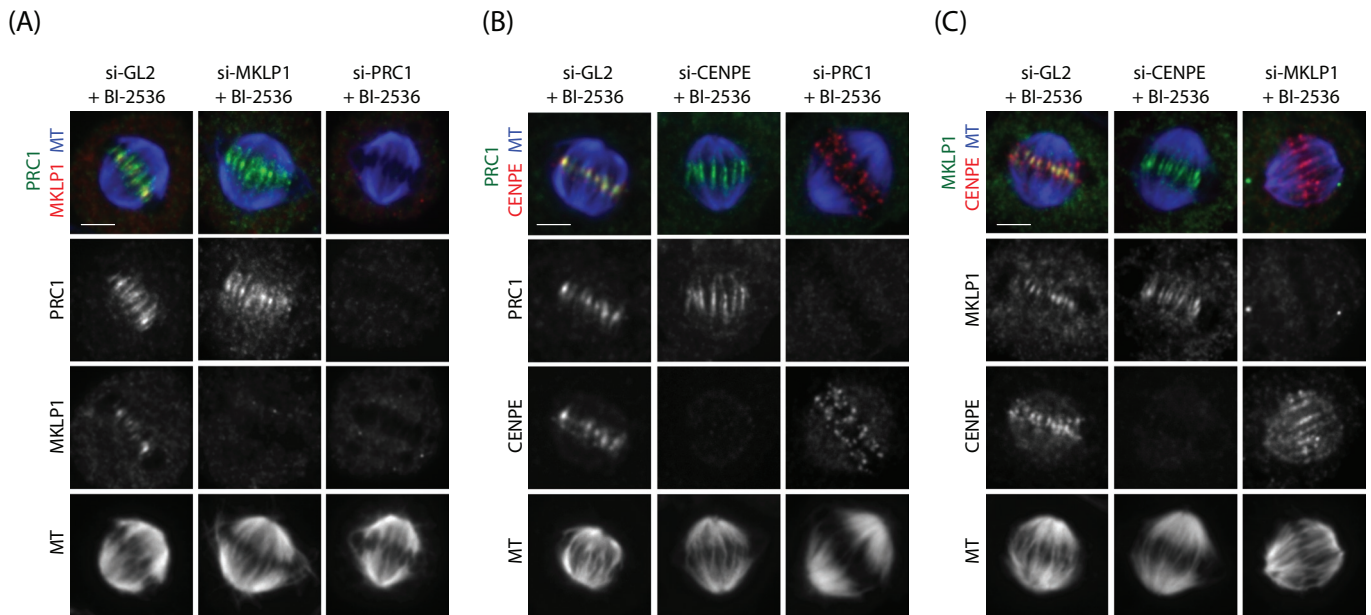 (A)
si-GL2
+ BI-2536
si-MKLP1
+ BI-2536
si-PRC1
+ BI-2536
PRC1
MKLP1 MT
PRC1
MKLP1
MT
(B)
si-GL2
+ BI-2536
si-CENPE
+ BI-2536
si-PRC1
+ BI-2536
PRC1
CENPE MT
PRC1
CENPE
MT
(C)
si-GL2
+ BI-2536
si-CENPE
+ BI-2536
si-MKLP1
+ BI-2536
MKLP1
CENPE MT
MKLP1
CENPE
MT